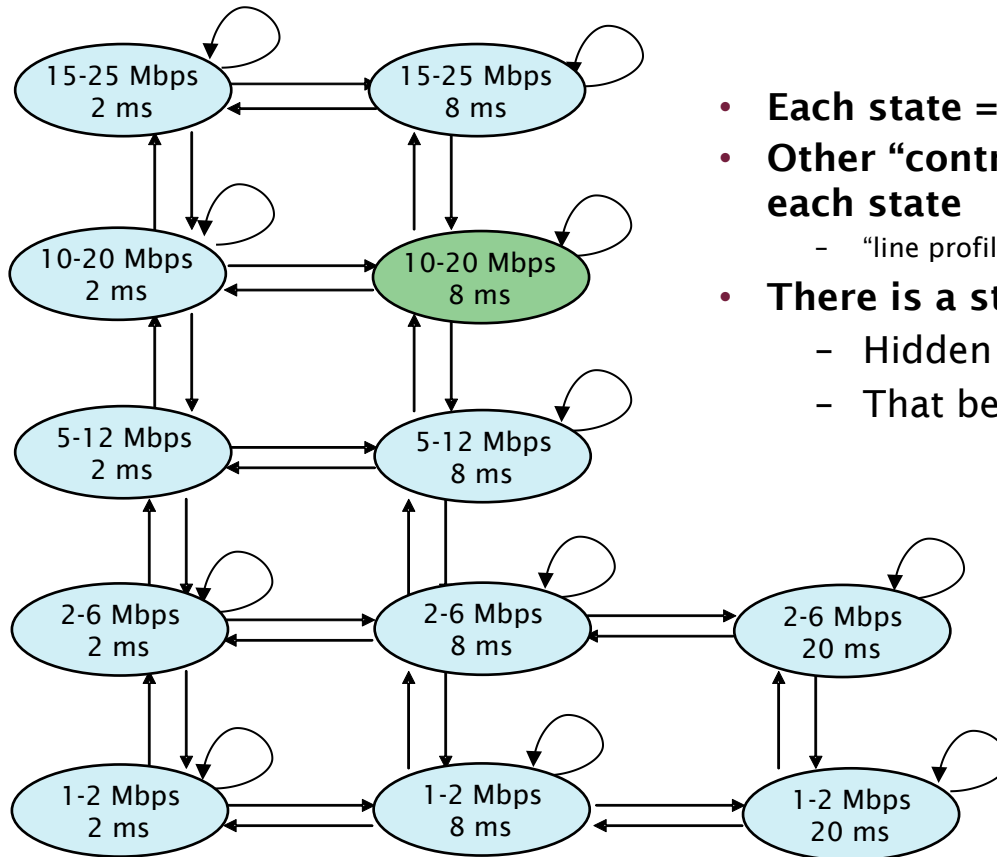 15-25 Mbps
2 ms
15-25 Mbps
8 ms
10-20 Mbps
2 ms
10-20 Mbps
8 ms
5-12 Mbps
2 ms
5-12 Mbps
8 ms
2-6 Mbps
2 ms
2-6 Mbps
8 ms
2-6 Mbps
20 ms
1-2 Mbps
2 ms
1-2 Mbps
8 ms
1-2 Mbps
20 ms
• Each state =
• Other “contr
each state
– “line profil
• There is a st
– Hidden
– That be